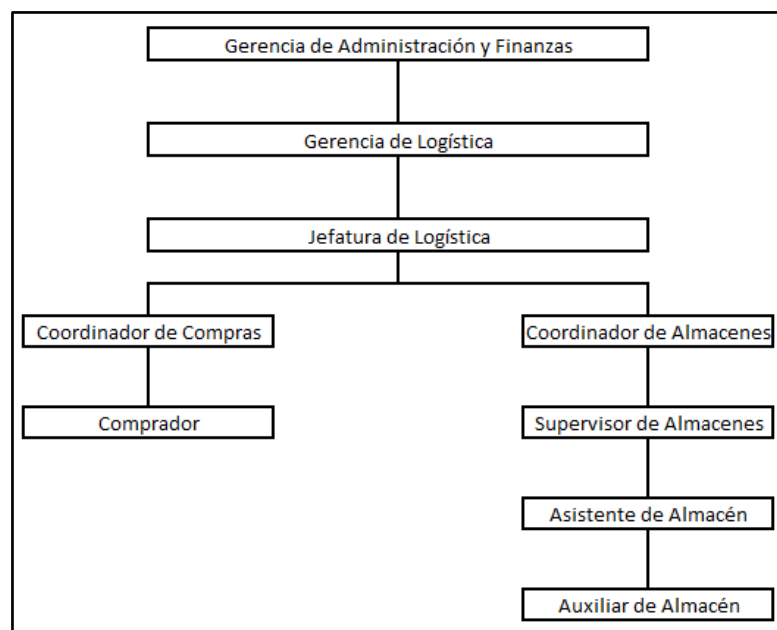 Gerencia de Administración y Finanzas
Gerencia de Logística
Jefatura de Logística
Coordinador de Compras
Coordinador de Almacenes
Comprador
Supervisor de Almacenes
Asistente de Almacén
Auxiliar de Almacén